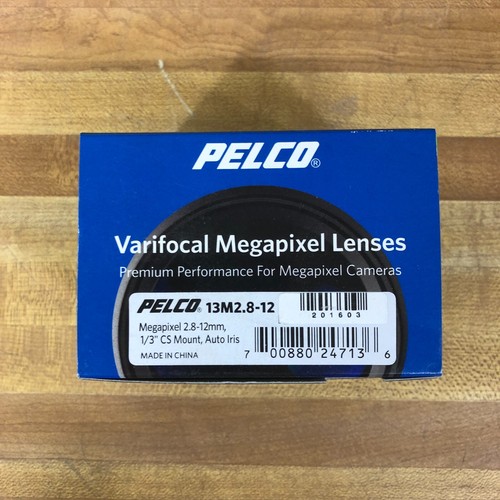 PELCO®
Varifocal Megapixel Lenses
Premium Performance For Megapixel Cameras
PELCO® 13M2.8-12
201603
Megapixel 2.8-12mm,
1/3" CS Mount, Auto Iris
MADE IN CHINA
7 00880 24713 6